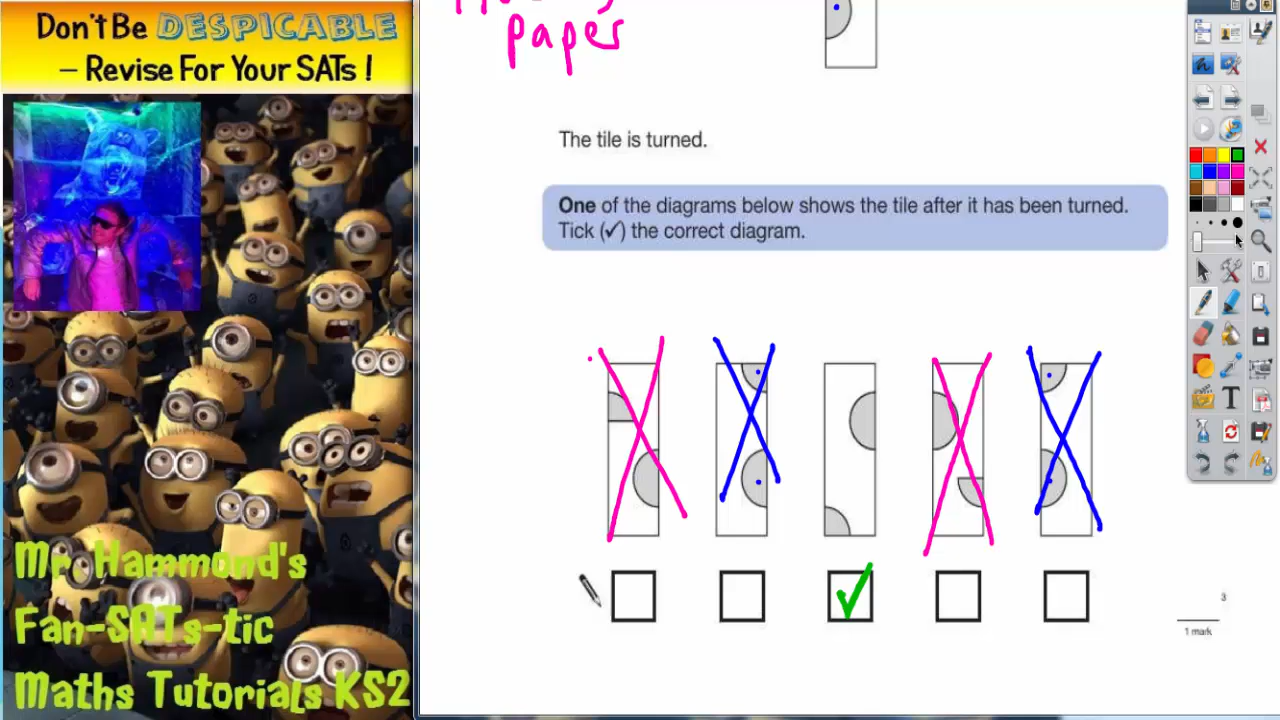 Don't Be DESPICABLE
– Revise For Your SATs !
Mr. Hammond's
Fan-SATs-tic
Maths Tutorials KS2
paper
The tile is turned.
One of the diagrams below shows the tile after it has been turned.
Tick (✓) the correct diagram.
3
1 mark